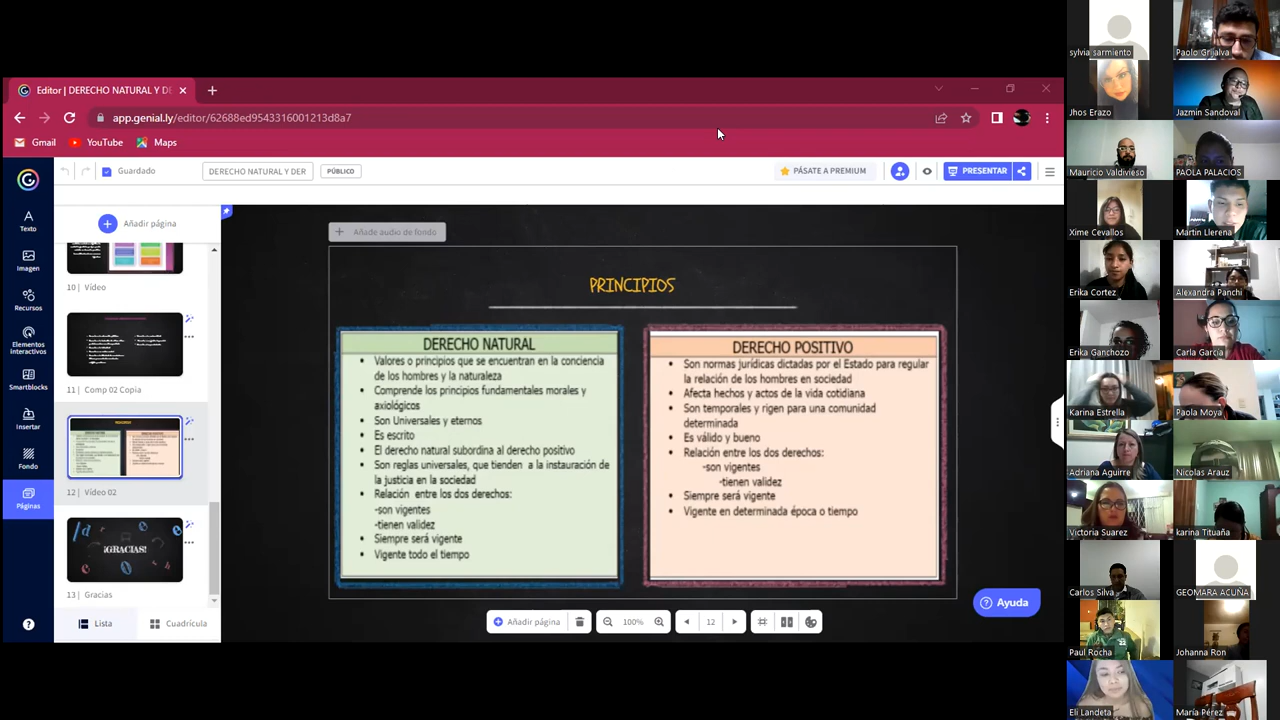 Editor | DERECHO NATURAL Y DE
app.genial.ly/editor/62688ed9543316001213d8a7
Gmail
YouTube
Maps
Guardado
DERECHO NATURAL Y DER
PÚBLICO
PÁSATE A PREMIUM
PRESENTAR
Texto
Imagen
Recursos
Elementos
interactivos
Smartblocks
Insertar
Fondo
Páginas
Añadir página
10 | Vídeo
11 | Comp 02 Copia
12 | Vídeo 02
¡GRACIAS!
13 | Gracias
Lista
Cuadrícula
Añade audio de fondo
PRINCIPIOS
DERECHO NATURAL
Valores o principios que se encuentran en la conciencia
de los hombres y la naturaleza
Comprende los principios fundamentales morales y
axiológicos
Son Universales y eternos
Es escrito
El derecho natural subordina al derecho positivo
Son reglas universales, que tienden a la instauración de
la justicia en la sociedad
Relación entre los dos derechos:
-son vigentes
-tienen validez
Siempre será vigente
Vigente todo el tiempo
DERECHO POSITIVO
Son normas jurídicas dictadas por el Estado para regular
la relación de los hombres en sociedad
Afecta hechos y actos de la vida cotidiana
Son temporales y rigen para una comunidad
determinada
Es válido y bueno
Relación entre los dos derechos:
-son vigentes
-tienen validez
Siempre será vigente
Vigente en determinada época o tiempo
Ayuda
Añadir página
100%
12
sylvia sarmiento
Paolo Grijalva
Jhos Erazo
Jazmin Sandoval
Mauricio Valdivieso
PAOLA PALACIOS
Xime Cevallos
Martin Llerena
Erika Cortez
Alexandra Panchi
Erika Ganchozo
Carla García
Karina Estrella
Paola Moya
Adriana Aguirre
Nicolas Arauz
Victoria Suarez
karina Tituaña
Carlos Silva
GEOMARA ACUÑA
Paul Rocha
Johanna Ron
Eli Landeta
María Pérez